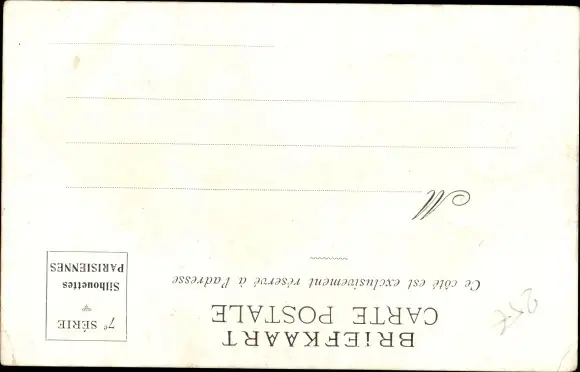 BRiEFKAART
CARTE POSTALE
Ce côté est exclusivement réservé à l'adresse
7e SÉRIE
Silhouettes
PARISIENNES
M